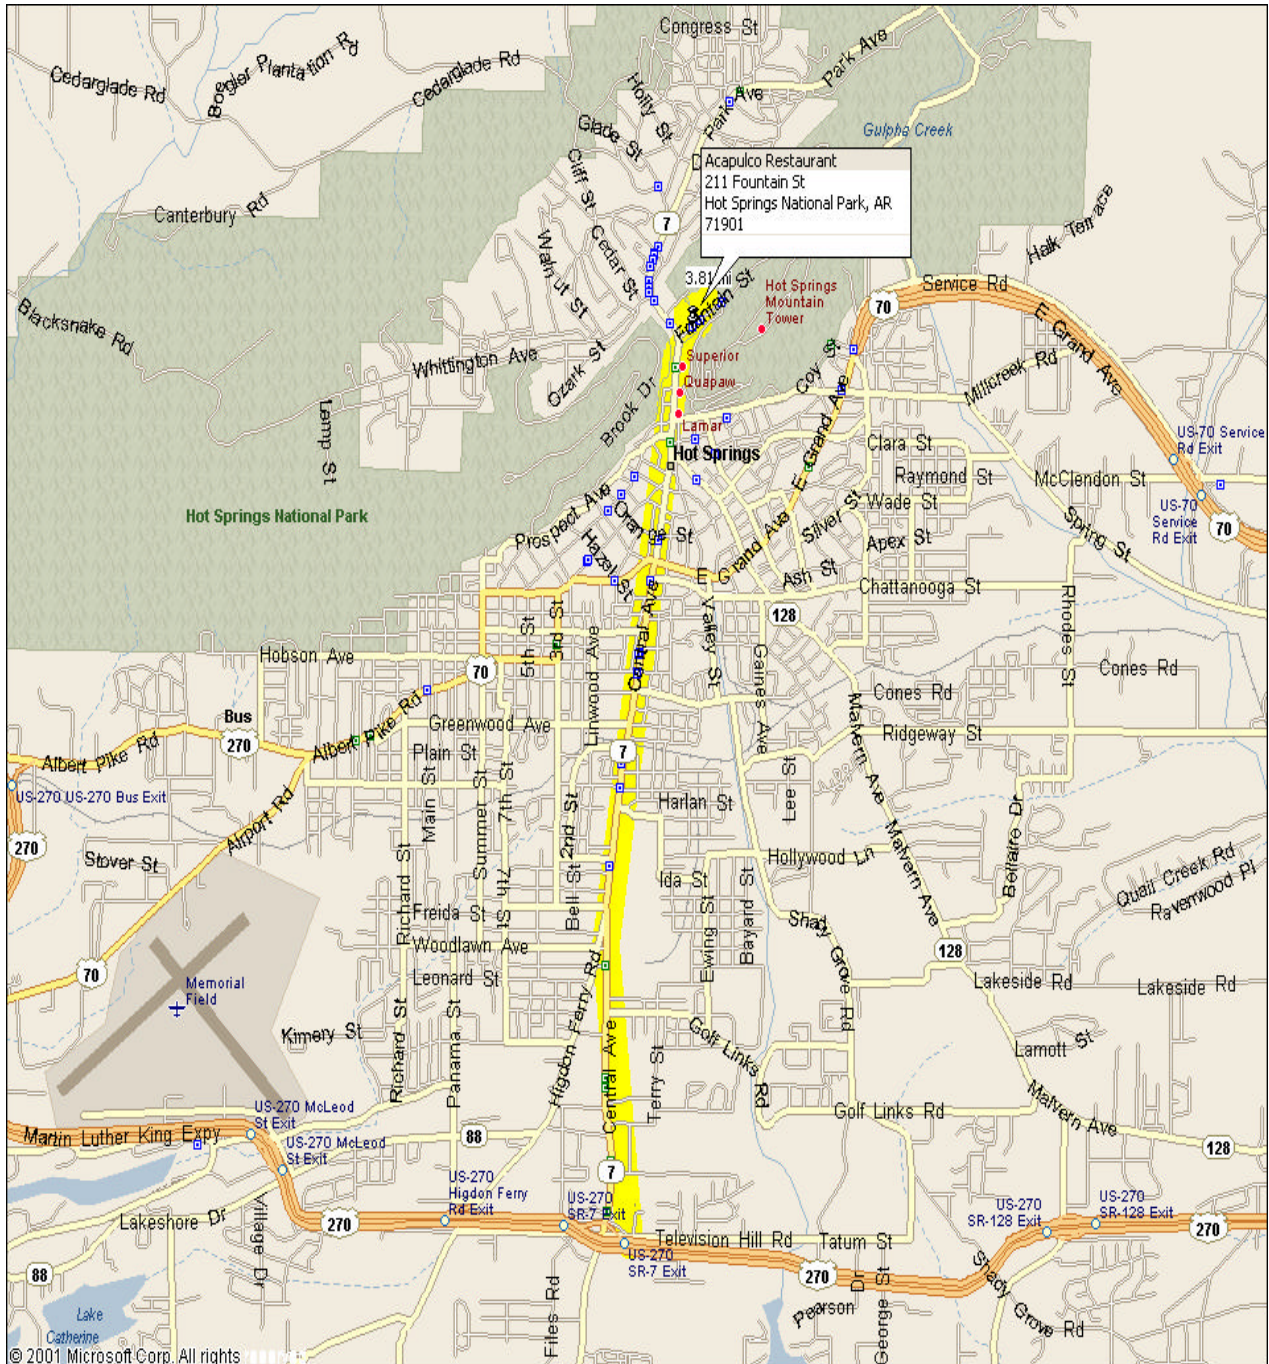 Congress St
Park Ave
Cedarglade Rd
Boegler Plantation Rd
Cedarglade Rd
Holly St
Park Ave
Glade St
Gulpha Creek
Cliff St
Acapulco Restaurant
211 Fountain St
Hot Springs National Park, AR
71901
Canterbury Rd
7
Cedar St
Walnut St
Halk Terrace
3.81 mi
Fountain St
Hot Springs
Mountain
Tower
Service Rd
70
E Grand Ave
Blacksnake Rd
Whittington Ave
Ozark St
Superior
Quapaw
Lamar
Coy St
Millcreek Rd
Brook Dr
Lamp St
Hot Springs
E Grand Ave
Clara St
US-70 Service
Rd Exit
Raymond St
McClendon St
Wade St
US-70
Service
Rd Exit
70
Hot Springs National Park
Prospect Ave
Orange St
Silver St
Spring St
Apex St
Hazel St
E Grand Ave
Ash St
Chattanooga St
128
Rhodes St
5th St
3rd St
Linwood Ave
Central Ave
Valley St
Gaines Ave
Hobson Ave
70
Cones Rd
Cones Rd
Malvern Ave
Bus
270
Albert Pike Rd
Albert Pike Rd
Greenwood Ave
Ridgeway St
7
Plain St
US-270 US-270 Bus Exit
Airport Rd
Main St
Summer St
7th St
2nd St
Harlan St
Lee St
Malvern Ave
Bellaire Dr
270
Stover St
Hollywood Ln
Quail Creek Rd
Ravenwood Pl
Richard St
7th St
Bell St
Ida St
Ewing St
Bayard St
Freida St
Shady Grove Rd
Woodlawn Ave
128
70
Leonard St
Lakeside Rd
Lakeside Rd
Memorial
Field
Higdon Ferry Rd
Kimery St
Richard St
Panama St
Central Ave
Terry St
Golf Links Rd
Lamott St
US-270 McLeod
St Exit
Golf Links Rd
Malvern Ave
Martin Luther King Expy
US-270 McLeod
St Exit
88
128
US-270
Higdon Ferry
Rd Exit
7
US-270
SR-7 Exit
US-270
SR-128 Exit
US-270
SR-128 Exit
Lakeshore Dr
Village Dr
270
270
Television Hill Rd
Tatum St
US-270
SR-7 Exit
88
270
Shady Grove Rd
Files Rd
Pearson Dr
George St
Lake
Catherine
© 2001 Microsoft Corp. All rights reserved